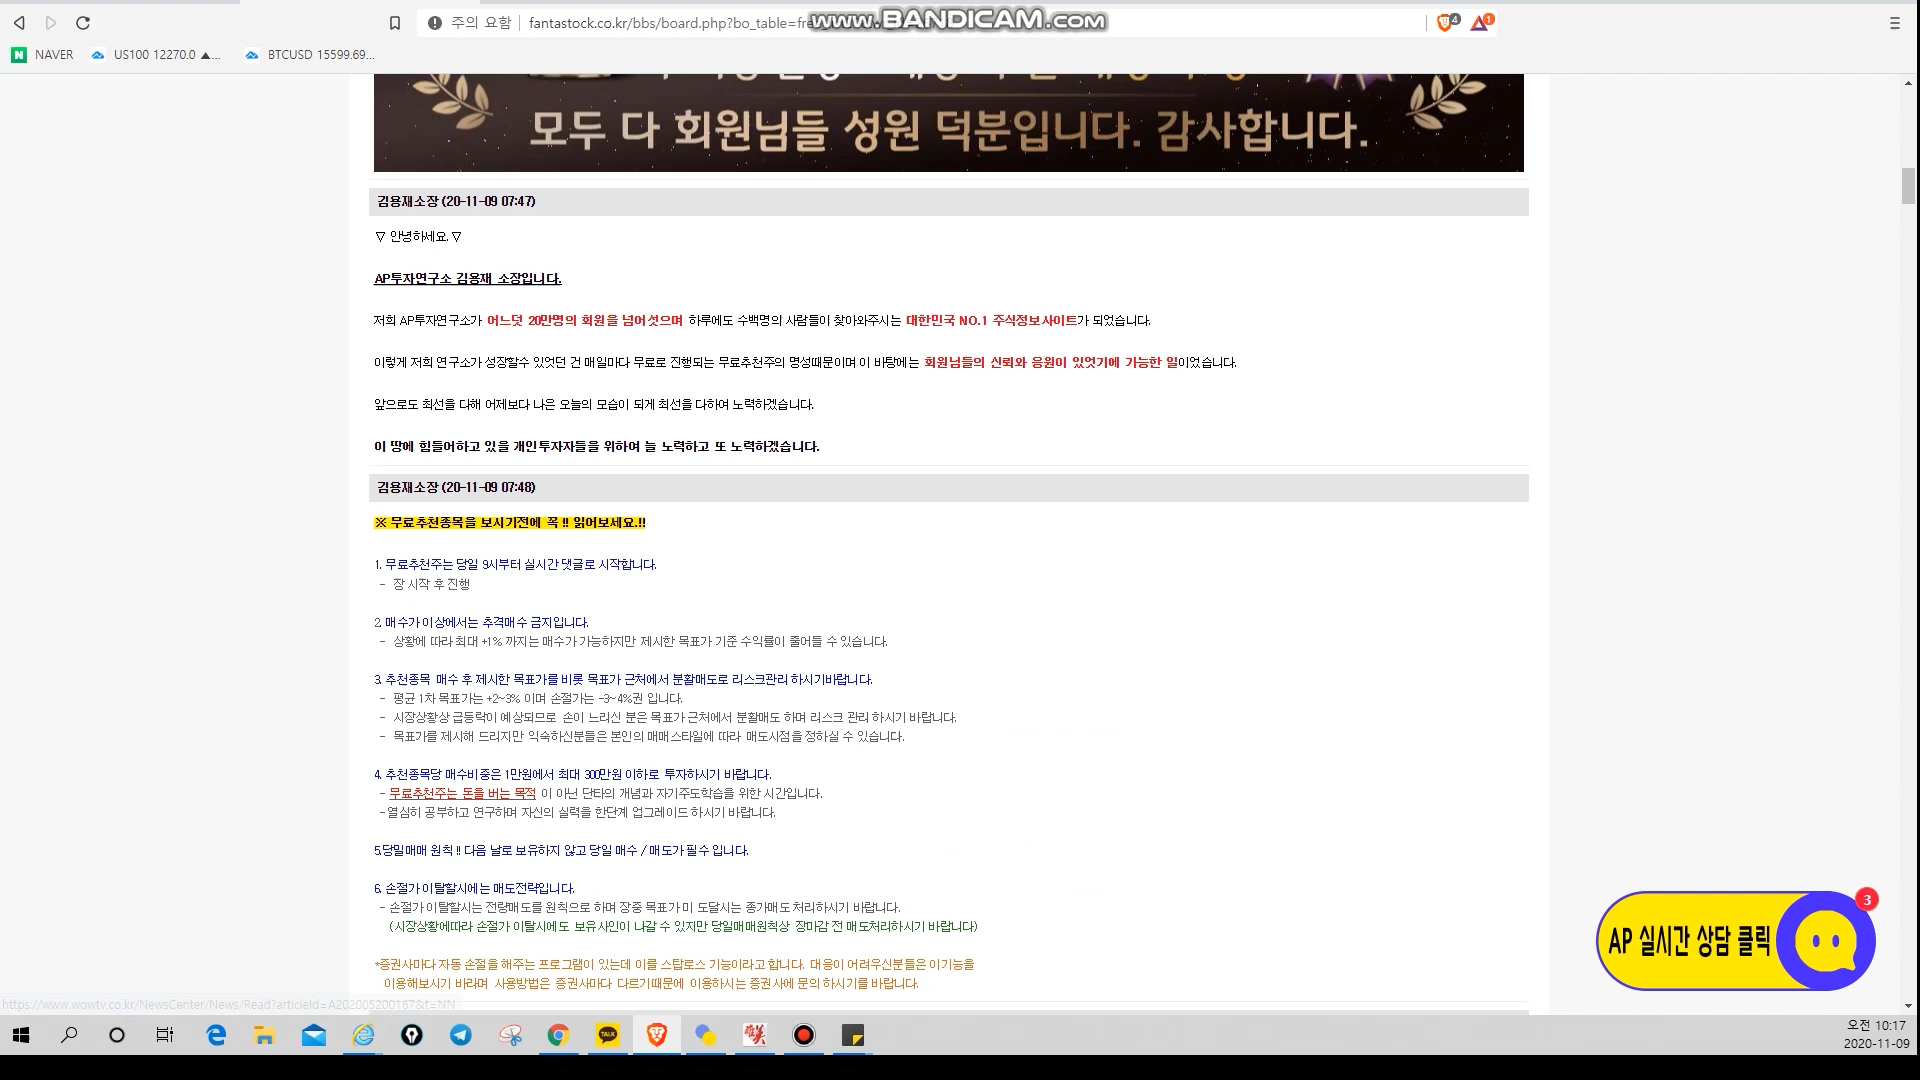 주의 요함
fantastock.co.kr/bbs/board.php?bo_table=fre
www.BANDICAM.com
4
1
NAVER
US100 12270.0 ▲...
BTCUSD 15599.69...
모두 다 회원님들 성원 덕분입니다. 감사합니다.
김용재소장 (20-11-09 07:47)
▽ 안녕하세요. ▽
AP투자연구소 김용재 소장입니다.
저희 AP투자연구소가 어느덧 20만명의 회원을 넘어섯으며 하루에도 수백명의 사람들이 찾아와주시는 대한민국 NO.1 주식정보사이트가 되었습니다.
이렇게 저희 연구소가 성장할수 있엇던 건 매일마다 무료로 진행되는 무료추천주의 명성때문이며 이 바탕에는 회원님들의 신뢰와 응원이 있엇기에 가능한 일이었습니다.
앞으로도 최선을 다해 어제보다 나은 오늘의 모습이 되게 최선을 다하여 노력하겠습니다.
이 땅에 힘들어하고 있을 개인투자자들을 위하여 늘 노력하고 또 노력하겠습니다.
김용재소장 (20-11-09 07:48)
※ 무료추천종목을 보시기전에 꼭 !! 읽어보세요.!!
1. 무료추천주는 당일 9시부터 실시간 댓글로 시작합니다.
- 장 시작 후 진행
2. 매수가 이상에서는 추격매수 금지입니다.
- 상황에 따라 최대 +1% 까지는 매수가 가능하지만 제시한 목표가 기준 수익률이 줄어들 수 있습니다.
3. 추천종목 매수 후 제시한 목표가를 비롯 목표가 근처에서 분할매도로 리스크관리 하시기바랍니다.
- 평균 1차 목표가는 +2~3% 이며 손절가는 -3~4%권 입니다.
- 시장상황상 급등락이 예상되므로 손이 느리신 분은 목표가 근처에서 분할매도 하며 리스크 관리 하시기 바랍니다.
- 목표가를 제시해 드리지만 익숙하신분들은 본인의 매매스타일에 따라 매도시점을 정하실 수 있습니다.
4. 추천종목당 매수비중은 1만원에서 최대 300만원 이하로 투자하시기 바랍니다.
- 무료추천주는 돈을 버는 목적 이 아닌 단타의 개념과 자기주도학습을 위한 시간입니다.
- 열심히 공부하고 연구하며 자신의 실력을 한단계 업그레이드 하시기 바랍니다.
5.당일매매 원칙 !! 다음 날로 보유하지 않고 당일 매수 / 매도가 필수 입니다.
6. 손절가 이탈할시에는 매도전략입니다.
- 손절가 이탈할시는 전량매도를 원칙으로 하며 장중 목표가 미 도달시는 종가매도 처리하시기 바랍니다.
(시장상황에따라 손절가 이탈시에도 보유사인이 나갈 수 있지만 당일매매원칙상 장마감 전 매도처리하시기 바랍니다)
*증권사마다 자동 손절을 해주는 프로그램이 있는데 이를 스탑로스 기능이라고 합니다. 대응이 어려우신분들은 이기능을
이용해보시기 바라며 사용방법은 증권사마다 다르기때문에 이용하시는 증권사에 문의 하시기를 바랍니다.
AP 실시간 상담 클릭
3
https://www.wowtv.co.kr/NewsCenter/News/Read?articleId=A202005200167&t=NN
TALK
오전 10:17
2020-11-09